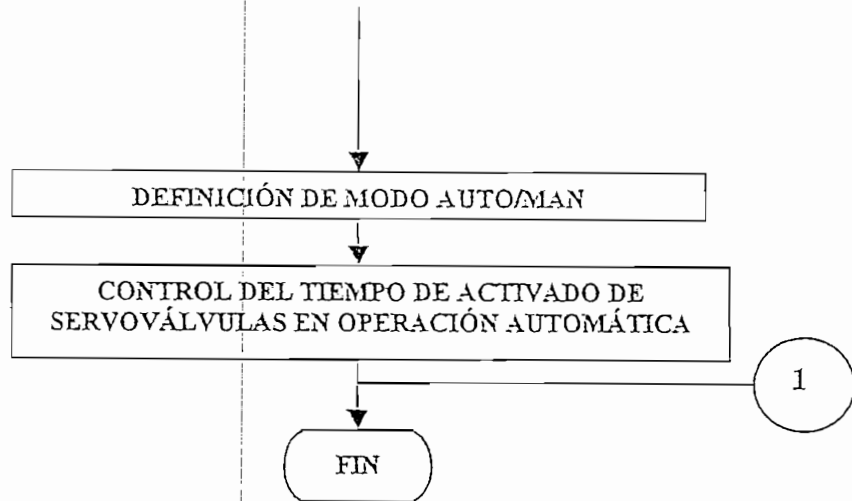 DEFINICIÓN DE MODO AUTO/MAN
CONTROL DEL TIEMPO DE ACTIVADO DE
SERVOVÁLVULAS EN OPERACIÓN AUTOMÁTICA
1
FIN